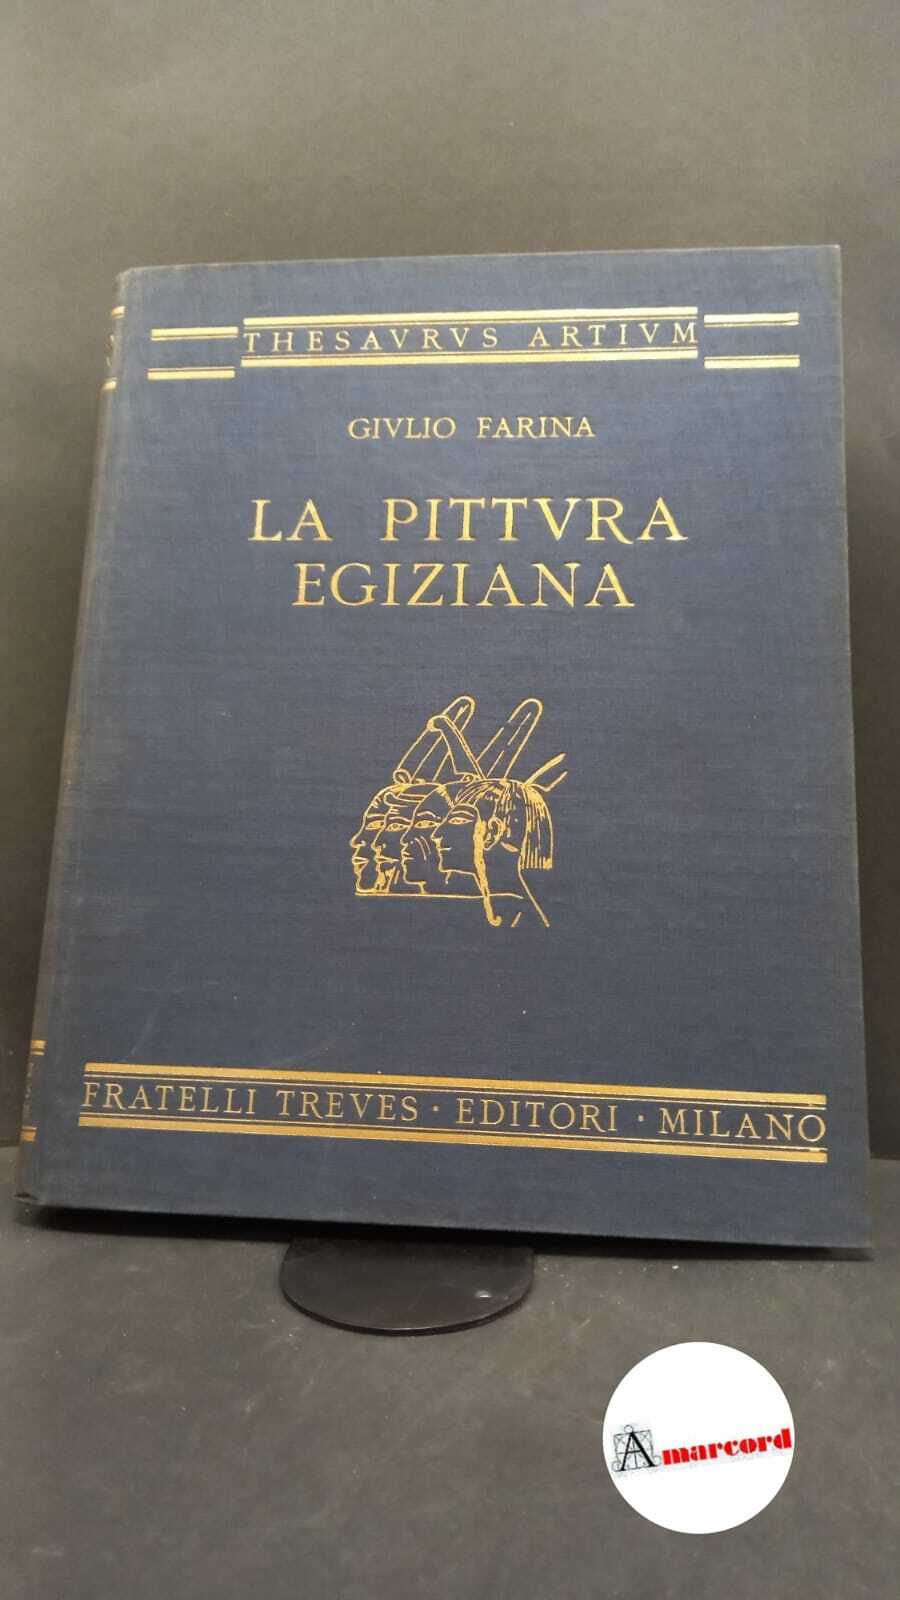 THESAVRVS ARTIVM
GIVLIO FARINA
LA PITTVRA
EGIZIANA
FRATELLI TREVES · EDITORI · MILANO
Amarcord